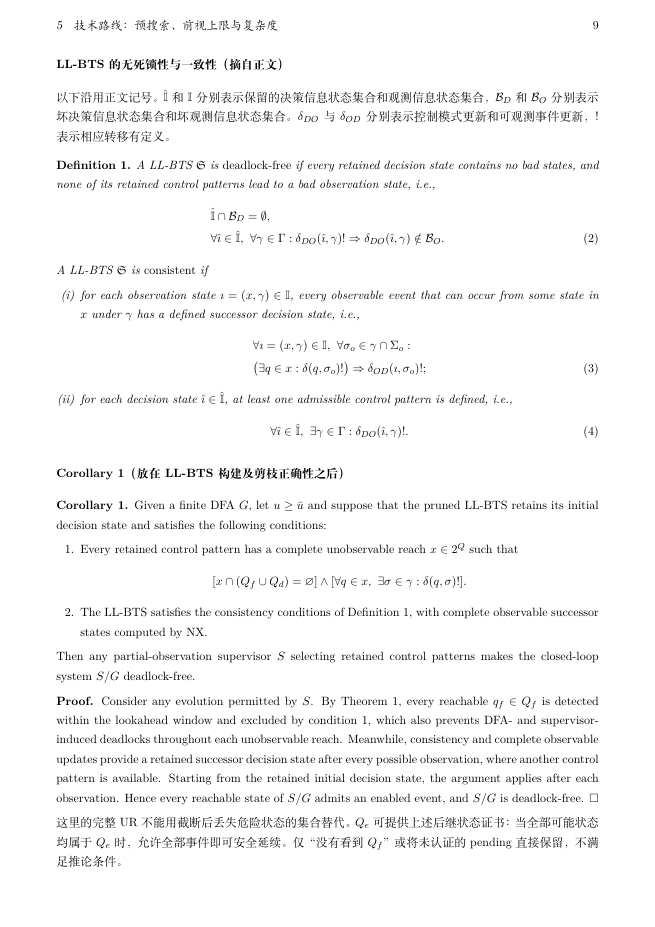 5 技术路线：预搜索、前视上限与复杂度 9
LL-BTS 的无死锁性与一致性（摘自正文）
以下沿用正文记号。Î 和 I 分别表示保留的决策信息状态集合和观测信息状态集合，B_D 和 B_O 分别表示
坏决策信息状态集合和坏观测信息状态集合。δ_DO 与 δ_OD 分别表示控制模式更新和可观测事件更新，!
表示相应转移有定义。
Definition 1. A LL-BTS 𝔖 is deadlock-free if every retained decision state contains no bad states, and
none of its retained control patterns lead to a bad observation state, i.e.,
Î ∩ B_D = ∅,
∀î ∈ Î, ∀γ ∈ Γ : δ_DO(î, γ)! ⇒ δ_DO(î, γ) ∉ B_O. (2)
A LL-BTS 𝔖 is consistent if
(i) for each observation state ı = (x, γ) ∈ I, every observable event that can occur from some state in
x under γ has a defined successor decision state, i.e.,
∀ı = (x, γ) ∈ I, ∀σ_o ∈ γ ∩ Σ_o :
(∃q ∈ x : δ(q, σ_o)!) ⇒ δ_OD(ı, σ_o)!; (3)
(ii) for each decision state î ∈ Î, at least one admissible control pattern is defined, i.e.,
∀î ∈ Î, ∃γ ∈ Γ : δ_DO(î, γ)!. (4)
Corollary 1（放在 LL-BTS 构建及剪枝正确性之后）
Corollary 1. Given a finite DFA G, let u ≥ ū and suppose that the pruned LL-BTS retains its initial
decision state and satisfies the following conditions:
1. Every retained control pattern has a complete unobservable reach x ∈ 2^Q such that
[x ∩ (Q_f ∪ Q_d) = ∅] ∧ [∀q ∈ x, ∃σ ∈ γ : δ(q, σ)!].
2. The LL-BTS satisfies the consistency conditions of Definition 1, with complete observable successor
states computed by NX.
Then any partial-observation supervisor S selecting retained control patterns makes the closed-loop
system S/G deadlock-free.
Proof. Consider any evolution permitted by S. By Theorem 1, every reachable q_f ∈ Q_f is detected
within the lookahead window and excluded by condition 1, which also prevents DFA- and supervisor-
induced deadlocks throughout each unobservable reach. Meanwhile, consistency and complete observable
updates provide a retained successor decision state after every possible observation, where another control
pattern is available. Starting from the retained initial decision state, the argument applies after each
observation. Hence every reachable state of S/G admits an enabled event, and S/G is deadlock-free. □
这里的完整 UR 不能用截断后丢失危险状态的集合替代。Q_e 可提供上述后继状态证书：当全部可能状态
均属于 Q_e 时，允许全部事件即可安全延续。仅 “没有看到 Q_f” 或将未认证的 pending 直接保留，不满
足推论条件。